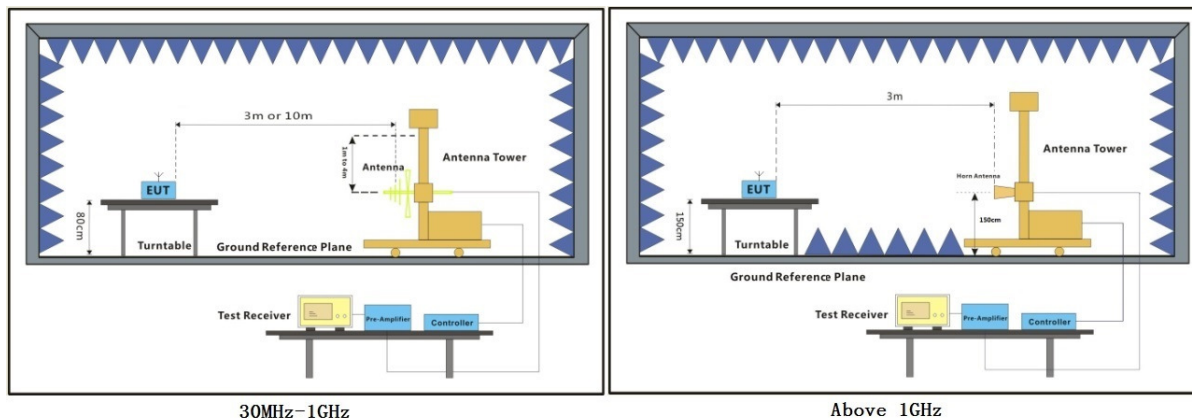 3m or 10m
1m to 4m
Antenna
Antenna Tower
EUT
80cm
Turntable
Ground Reference Plane
Test Receiver
Pre-Amplifier
Controller
30MHz-1GHz
3m
Antenna Tower
Horn Antenna
EUT
150cm
150cm
Turntable
Ground Reference Plane
Test Receiver
Pre-Amplifier
Controller
Above 1GHz